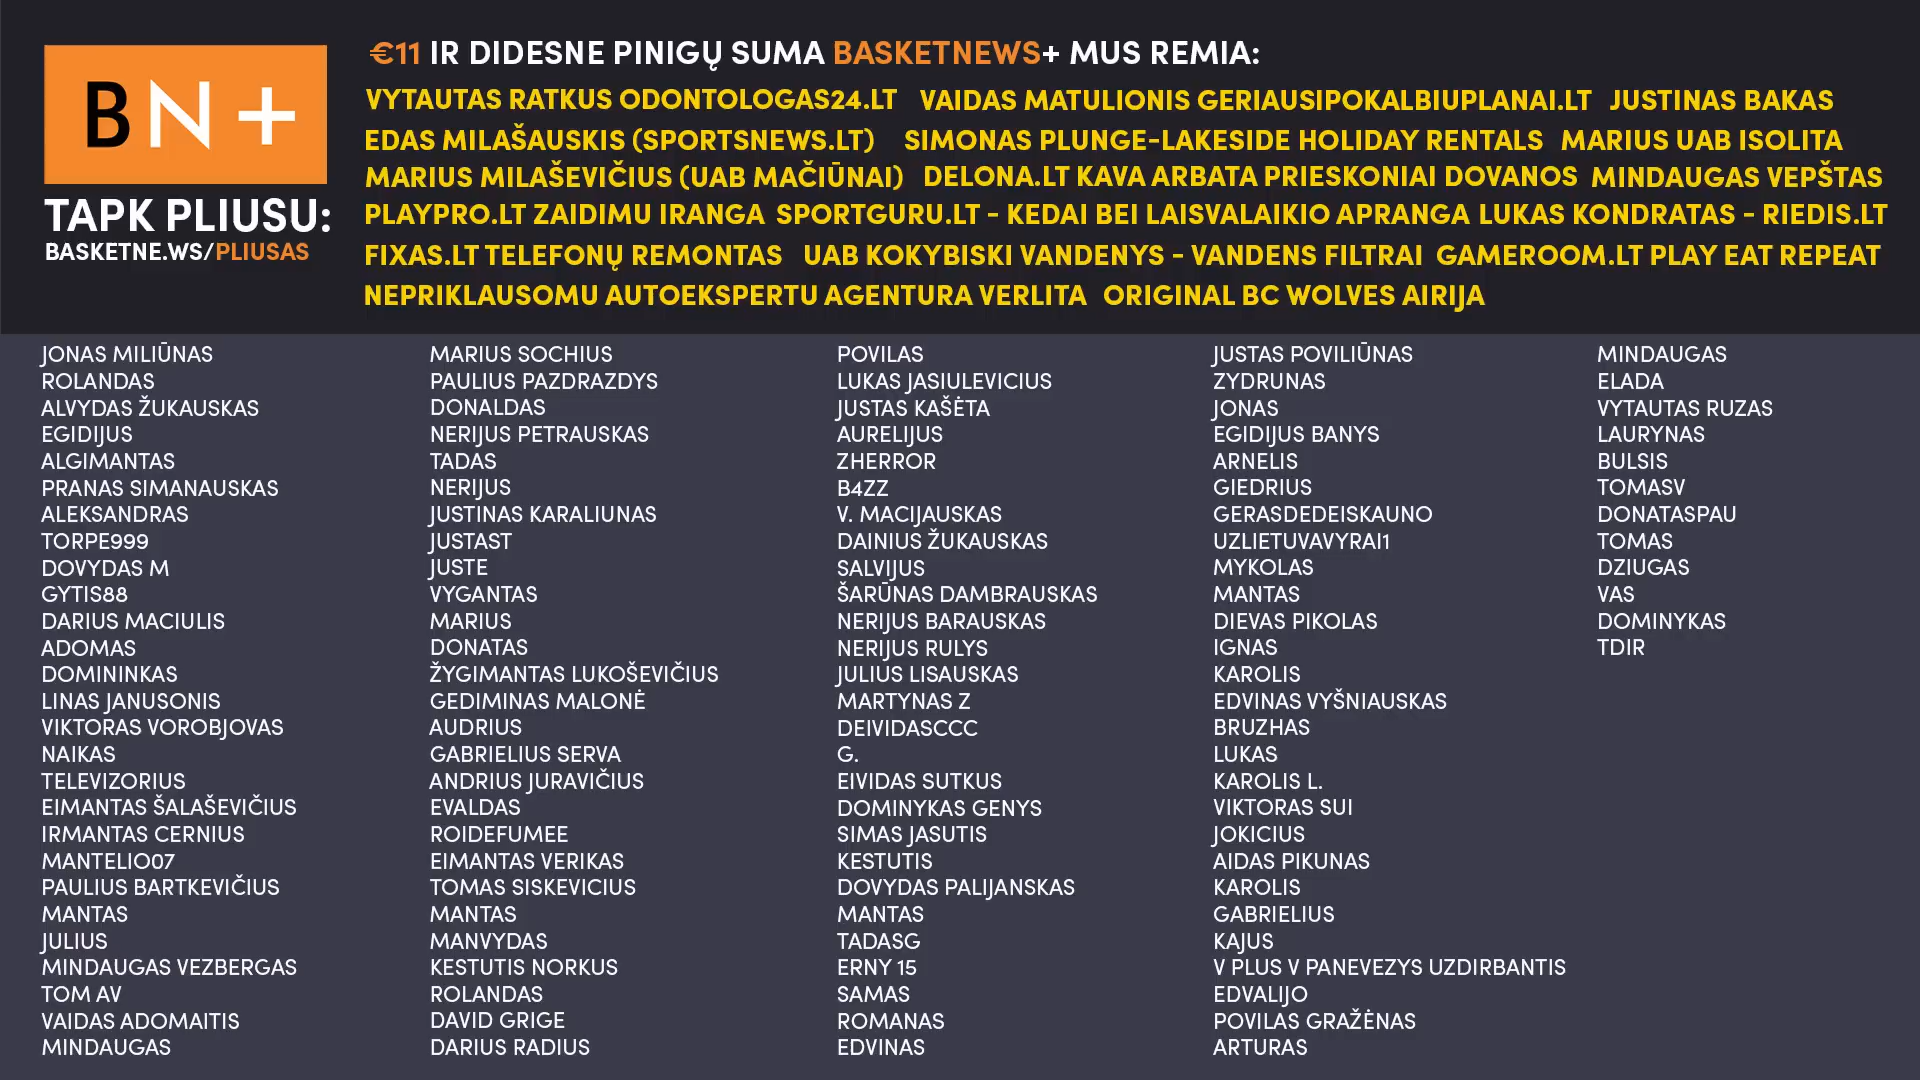 BN+
TAPK PLIUSU:
BASKETNE.WS/PLIUSAS
€11 IR DIDESNE PINIGŲ SUMA BASKETNEWS+ MUS REMIA:
VYTAUTAS RATKUS ODONTOLOGAS24.LT VAIDAS MATULIONIS GERIAUSIPOKALBIUPLANAI.LT JUSTINAS BAKAS
EDAS MILAŠAUSKIS (SPORTSNEWS.LT) SIMONAS PLUNGE-LAKESIDE HOLIDAY RENTALS MARIUS UAB ISOLITA
MARIUS MILAŠEVIČIUS (UAB MAČIŪNAI) DELONA.LT KAVA ARBATA PRIESKONIAI DOVANOS MINDAUGAS VEPŠTAS
PLAYPRO.LT ZAIDIMU IRANGA SPORTGURU.LT - KEDAI BEI LAISVALAIKIO APRANGA LUKAS KONDRATAS - RIEDIS.LT
FIXAS.LT TELEFONŲ REMONTAS UAB KOKYBISKI VANDENYS - VANDENS FILTRAI GAMEROOM.LT PLAY EAT REPEAT
NEPRIKLAUSOMU AUTOEKSPERTU AGENTURA VERLITA ORIGINAL BC WOLVES AIRIJA
JONAS MILIŪNAS
ROLANDAS
ALVYDAS ŽUKAUSKAS
EGIDIJUS
ALGIMANTAS
PRANAS SIMANAUSKAS
ALEKSANDRAS
TORPE999
DOVYDAS M
GYTIS88
DARIUS MACIULIS
ADOMAS
DOMININKAS
LINAS JANUSONIS
VIKTORAS VOROBJOVAS
NAIKAS
TELEVIZORIUS
EIMANTAS ŠALAŠEVIČIUS
IRMANTAS CERNIUS
MANTELIO07
PAULIUS BARTKEVIČIUS
MANTAS
JULIUS
MINDAUGAS VEZBERGAS
TOM AV
VAIDAS ADOMAITIS
MINDAUGAS
MARIUS SOCHIUS
PAULIUS PAZDRAZDYS
DONALDAS
NERIJUS PETRAUSKAS
TADAS
NERIJUS
JUSTINAS KARALIUNAS
JUSTAST
JUSTE
VYGANTAS
MARIUS
DONATAS
ŽYGIMANTAS LUKOŠEVIČIUS
GEDIMINAS MALONĖ
AUDRIUS
GABRIELIUS SERVA
ANDRIUS JURAVIČIUS
EVALDAS
ROIDEFUMEE
EIMANTAS VERIKAS
TOMAS SISKEVICIUS
MANTAS
MANVYDAS
KESTUTIS NORKUS
ROLANDAS
DAVID GRIGE
DARIUS RADIUS
POVILAS
LUKAS JASIULEVICIUS
JUSTAS KAŠĖTA
AURELIJUS
ZHERROR
B4ZZ
V. MACIJAUSKAS
DAINIUS ŽUKAUSKAS
SALVIJUS
ŠARŪNAS DAMBRAUSKAS
NERIJUS BARAUSKAS
NERIJUS RULYS
JULIUS LISAUSKAS
MARTYNAS Z
DEIVIDASCCC
G.
EIVIDAS SUTKUS
DOMINYKAS GENYS
SIMAS JASUTIS
KESTUTIS
DOVYDAS PALIJANSKAS
MANTAS
TADASG
ERNY 15
SAMAS
ROMANAS
EDVINAS
JUSTAS POVILIŪNAS
ZYDRUNAS
JONAS
EGIDIJUS BANYS
ARNELIS
GIEDRIUS
GERASDEDEISKAUNO
UZLIETUVAVYRAI1
MYKOLAS
MANTAS
DIEVAS PIKOLAS
IGNAS
KAROLIS
EDVINAS VYŠNIAUSKAS
BRUZHAS
LUKAS
KAROLIS L.
VIKTORAS SUI
JOKICIUS
AIDAS PIKUNAS
KAROLIS
GABRIELIUS
KAJUS
V PLUS V PANEVEZYS UZDIRBANTIS
EDVALIJO
POVILAS GRAŽĖNAS
ARTURAS
MINDAUGAS
ELADA
VYTAUTAS RUZAS
LAURYNAS
BULSIS
TOMASV
DONATASPAU
TOMAS
DZIUGAS
VAS
DOMINYKAS
TDIR